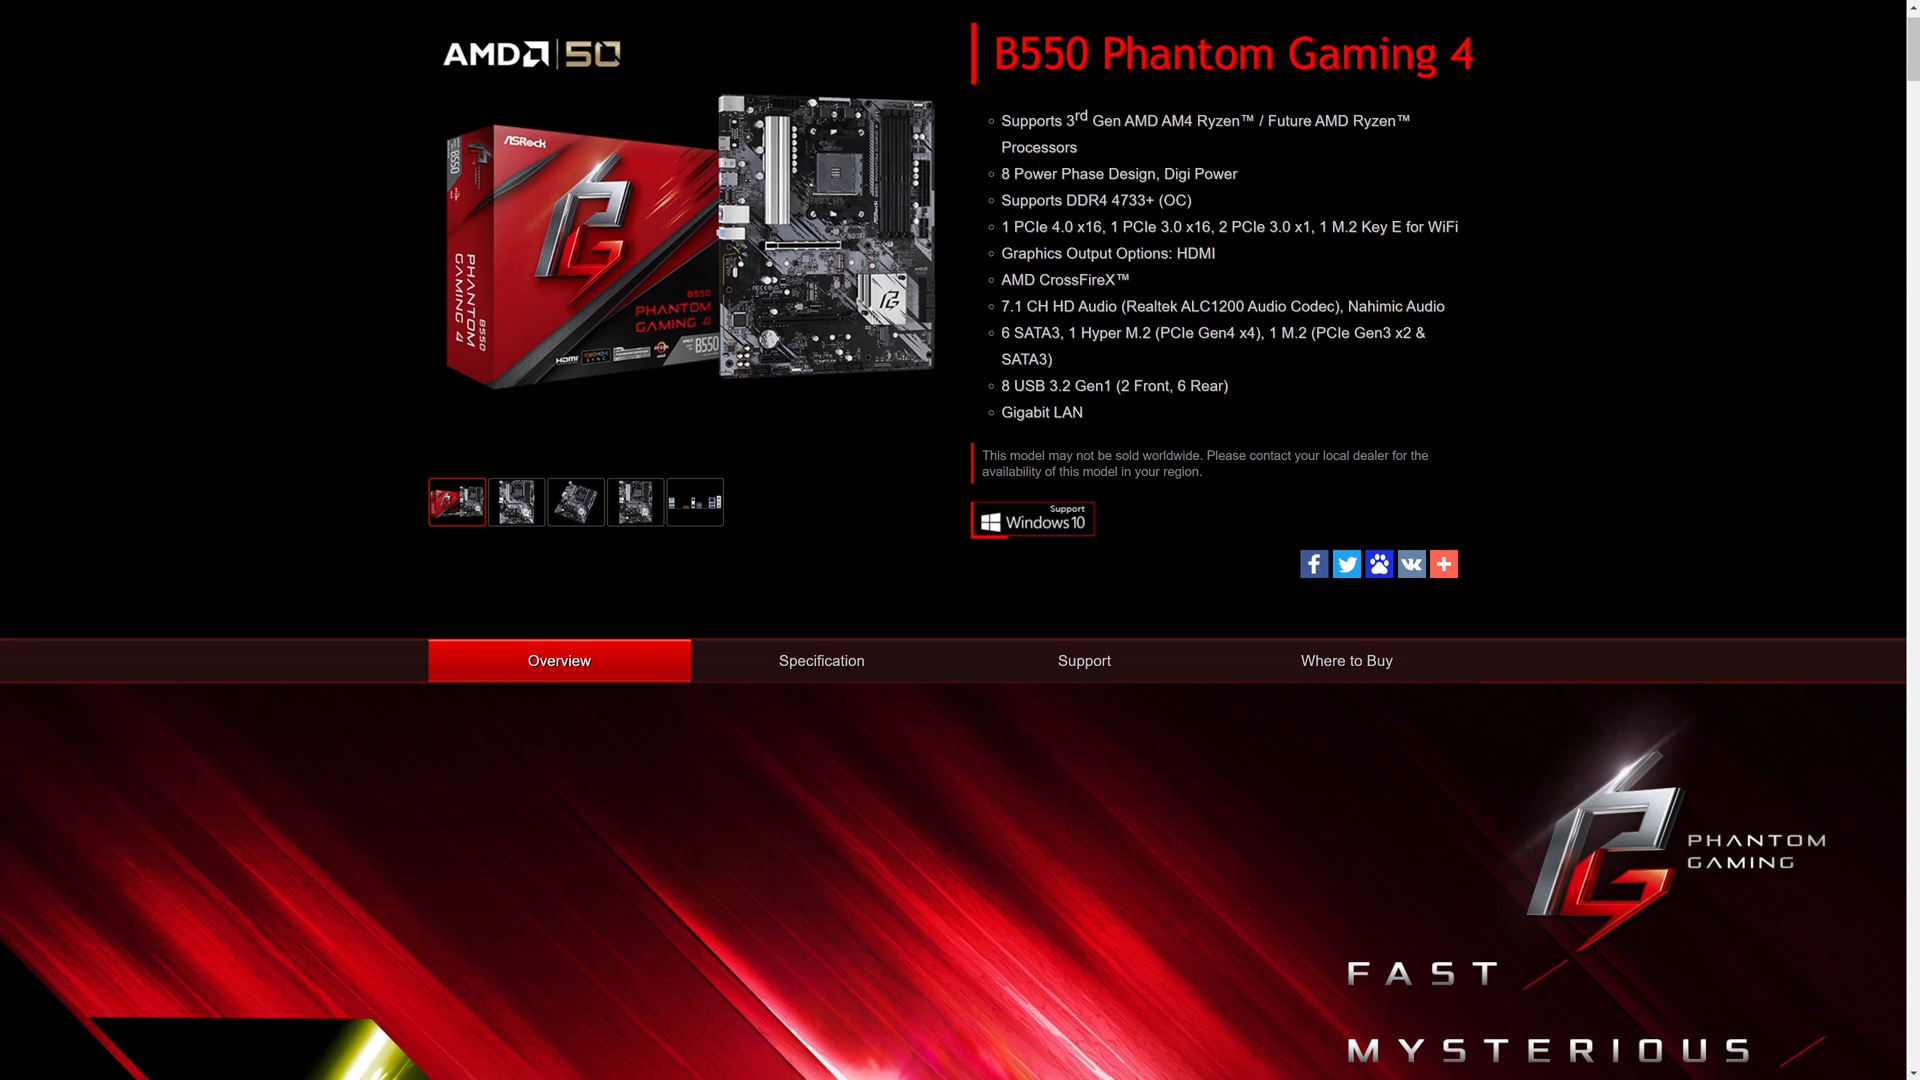 AMD 50
B550 Phantom Gaming 4
Supports 3rd Gen AMD AM4 Ryzen™ / Future AMD Ryzen™
Processors
8 Power Phase Design, Digi Power
Supports DDR4 4733+ (OC)
1 PCIe 4.0 x16, 1 PCIe 3.0 x16, 2 PCIe 3.0 x1, 1 M.2 Key E for WiFi
Graphics Output Options: HDMI
AMD CrossFireX™
7.1 CH HD Audio (Realtek ALC1200 Audio Codec), Nahimic Audio
6 SATA3, 1 Hyper M.2 (PCIe Gen4 x4), 1 M.2 (PCIe Gen3 x2 &
SATA3)
8 USB 3.2 Gen1 (2 Front, 6 Rear)
Gigabit LAN
This model may not be sold worldwide. Please contact your local dealer for the
availability of this model in your region.
Support
Windows 10
ASRock
B550
PHANTOM
GAMING 4
B550
PHANTOM
GAMING 4
B550
HDMI
B550
ASRock
Overview
Specification
Support
Where to Buy
PHANTOM
GAMING
FAST
MYSTERIOUS